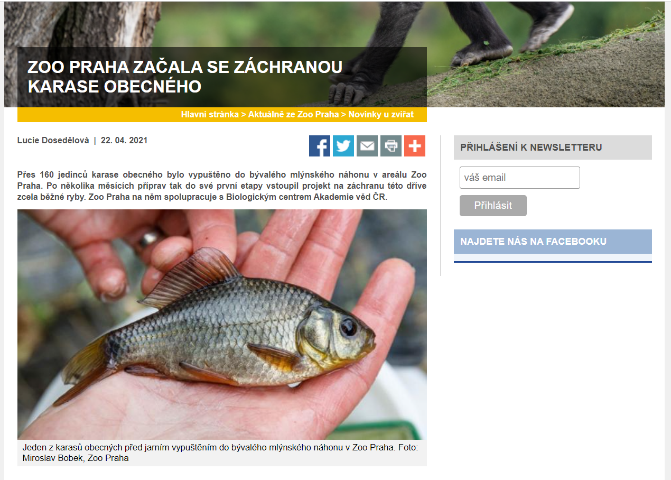 ZOO PRAHA ZAČALA SE ZÁCHRANOU
KARASE OBECNÉHO
Hlavní stránka > Aktuálně ze Zoo Praha > Novinky u zvířat
Lucie Dosedělová | 22. 04. 2021
Přes 160 jedinců karase obecného bylo vypuštěno do bývalého mlýnského náhonu v areálu Zoo
Praha. Po několika měsících příprav tak do své první etapy vstoupil projekt na záchranu této dříve
zcela běžné ryby. Zoo Praha na něm spolupracuje s Biologickým centrem Akademie věd ČR.
Jeden z karasů obecných před jarním vypuštěním do bývalého mlýnského náhonu v Zoo Praha. Foto:
Miroslav Bobek, Zoo Praha
PŘIHLÁŠENÍ K NEWSLETTERU
váš email
Přihlásit
NAJDETE NÁS NA FACEBOOKU